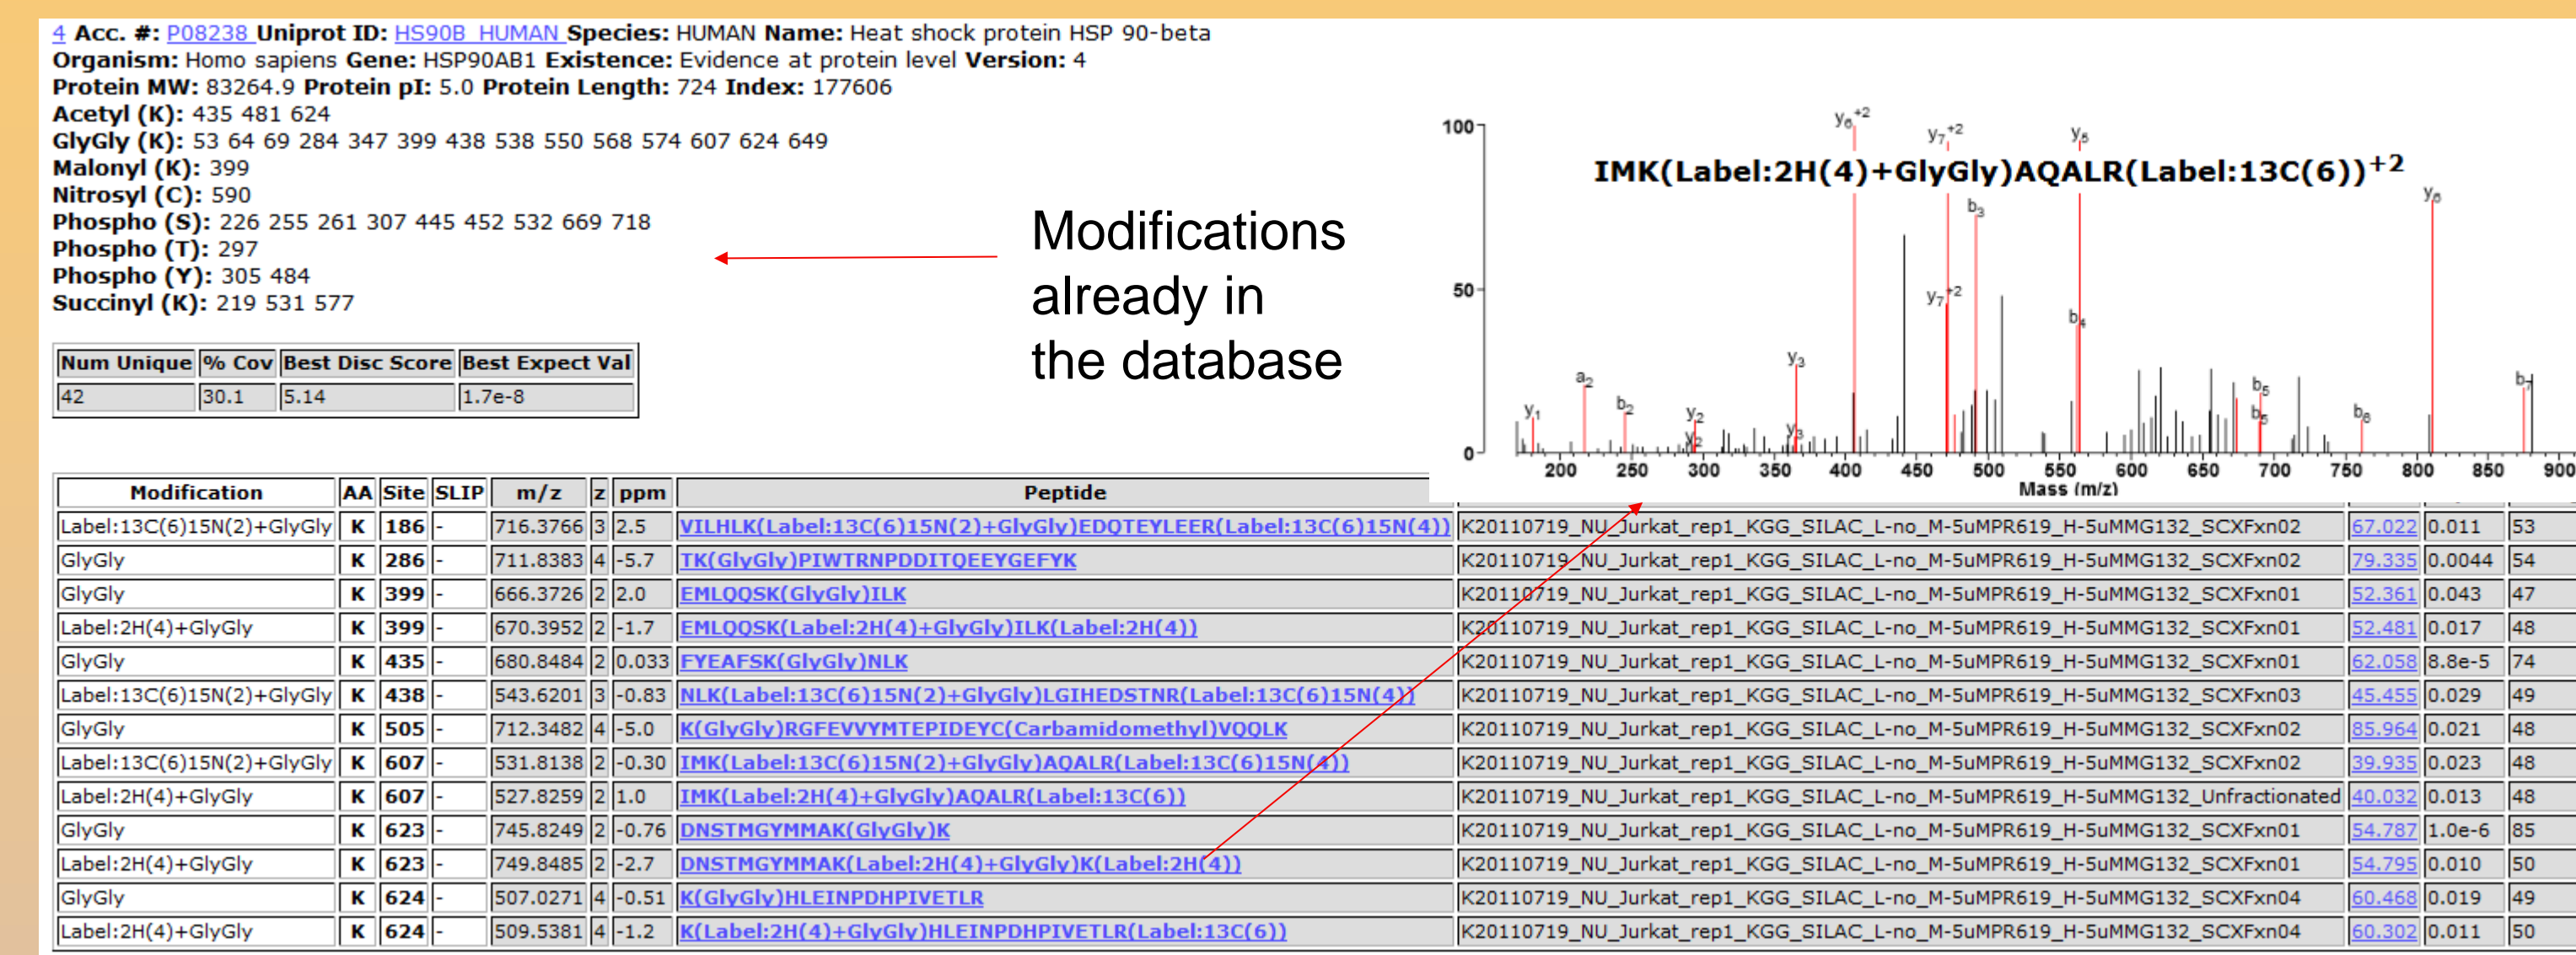 4 Acc. #: P08238 Uniprot ID: HS90B_HUMAN Species: HUMAN Name: Heat shock protein HSP 90-beta
Organism: Homo sapiens Gene: HSP90AB1 Existence: Evidence at protein level Version: 4
Protein MW: 83264.9 Protein pI: 5.0 Protein Length: 724 Index: 177606
Acetyl (K): 435 481 624
GlyGly (K): 53 64 69 284 347 399 438 538 550 568 574 607 624 649
Malonyl (K): 399
Nitrosyl (C): 590
Phospho (S): 226 255 261 307 445 452 532 669 718
Phospho (T): 297
Phospho (Y): 305 484
Succinyl (K): 219 531 577
Modifications
already in
the database
Num Unique % Cov Best Disc Score Best Expect Val
42 30.1 5.14 1.7e-8
IMK(Label:2H(4)+GlyGly)AQALR(Label:13C(6))+2
100
50
0
y6+2
y7+2
y5
y6
b3
y7+2
b4
y3
a2
b2
y1
y2
y2
y3
b5
b5
b6
b7
200 250 300 350 400 450 500 550 600 650 700 750 800 850 900
Mass (m/z)
Modification AA Site SLIP m/z z ppm Peptide
Label:13C(6)15N(2)+GlyGly K 186 - 716.3766 3 2.5 VILHLK(Label:13C(6)15N(2)+GlyGly)EDQTEYLEER(Label:13C(6)15N(4)) K20110719_NU_Jurkat_rep1_KGG_SILAC_L-no_M-5uMPR619_H-5uMMG132_SCXFxn02 67.022 0.011 53
GlyGly K 286 - 711.8383 4 -5.7 TK(GlyGly)PIWTRNPDDITQEEYGEFYK K20110719_NU_Jurkat_rep1_KGG_SILAC_L-no_M-5uMPR619_H-5uMMG132_SCXFxn02 79.335 0.0044 54
GlyGly K 399 - 666.3726 2 2.0 EMLQQSK(GlyGly)ILK K20110719_NU_Jurkat_rep1_KGG_SILAC_L-no_M-5uMPR619_H-5uMMG132_SCXFxn01 52.361 0.043 47
Label:2H(4)+GlyGly K 399 - 670.3952 2 -1.7 EMLQQSK(Label:2H(4)+GlyGly)ILK(Label:2H(4)) K20110719_NU_Jurkat_rep1_KGG_SILAC_L-no_M-5uMPR619_H-5uMMG132_SCXFxn01 52.481 0.017 48
GlyGly K 435 - 680.8484 2 0.033 FYEAFSK(GlyGly)NLK K20110719_NU_Jurkat_rep1_KGG_SILAC_L-no_M-5uMPR619_H-5uMMG132_SCXFxn01 62.058 8.8e-5 74
Label:13C(6)15N(2)+GlyGly K 438 - 543.6201 3 -0.83 NLK(Label:13C(6)15N(2)+GlyGly)LGIHEDSTNR(Label:13C(6)15N(4)) K20110719_NU_Jurkat_rep1_KGG_SILAC_L-no_M-5uMPR619_H-5uMMG132_SCXFxn03 45.455 0.029 49
GlyGly K 505 - 712.3482 4 -5.0 K(GlyGly)RGFEVVYMTEPIDEYC(Carbamidomethyl)VQQLK K20110719_NU_Jurkat_rep1_KGG_SILAC_L-no_M-5uMPR619_H-5uMMG132_SCXFxn02 85.964 0.021 48
Label:13C(6)15N(2)+GlyGly K 607 - 531.8138 2 -0.30 IMK(Label:13C(6)15N(2)+GlyGly)AQALR(Label:13C(6)15N(4)) K20110719_NU_Jurkat_rep1_KGG_SILAC_L-no_M-5uMPR619_H-5uMMG132_SCXFxn02 39.935 0.023 48
Label:2H(4)+GlyGly K 607 - 527.8259 2 1.0 IMK(Label:2H(4)+GlyGly)AQALR(Label:13C(6)) K20110719_NU_Jurkat_rep1_KGG_SILAC_L-no_M-5uMPR619_H-5uMMG132_Unfractionated 40.032 0.013 48
GlyGly K 623 - 745.8249 2 -0.76 DNSTMGYMMAK(GlyGly)K K20110719_NU_Jurkat_rep1_KGG_SILAC_L-no_M-5uMPR619_H-5uMMG132_SCXFxn01 54.787 1.0e-6 85
Label:2H(4)+GlyGly K 623 - 749.8485 2 -2.7 DNSTMGYMMAK(Label:2H(4)+GlyGly)K(Label:2H(4)) K20110719_NU_Jurkat_rep1_KGG_SILAC_L-no_M-5uMPR619_H-5uMMG132_SCXFxn01 54.795 0.010 50
GlyGly K 624 - 507.0271 4 -0.51 K(GlyGly)HLEINPDHPIVETLR K20110719_NU_Jurkat_rep1_KGG_SILAC_L-no_M-5uMPR619_H-5uMMG132_SCXFxn04 60.468 0.019 49
Label:2H(4)+GlyGly K 624 - 509.5381 4 -1.2 K(Label:2H(4)+GlyGly)HLEINPDHPIVETLR(Label:13C(6)) K20110719_NU_Jurkat_rep1_KGG_SILAC_L-no_M-5uMPR619_H-5uMMG132_SCXFxn04 60.302 0.011 50